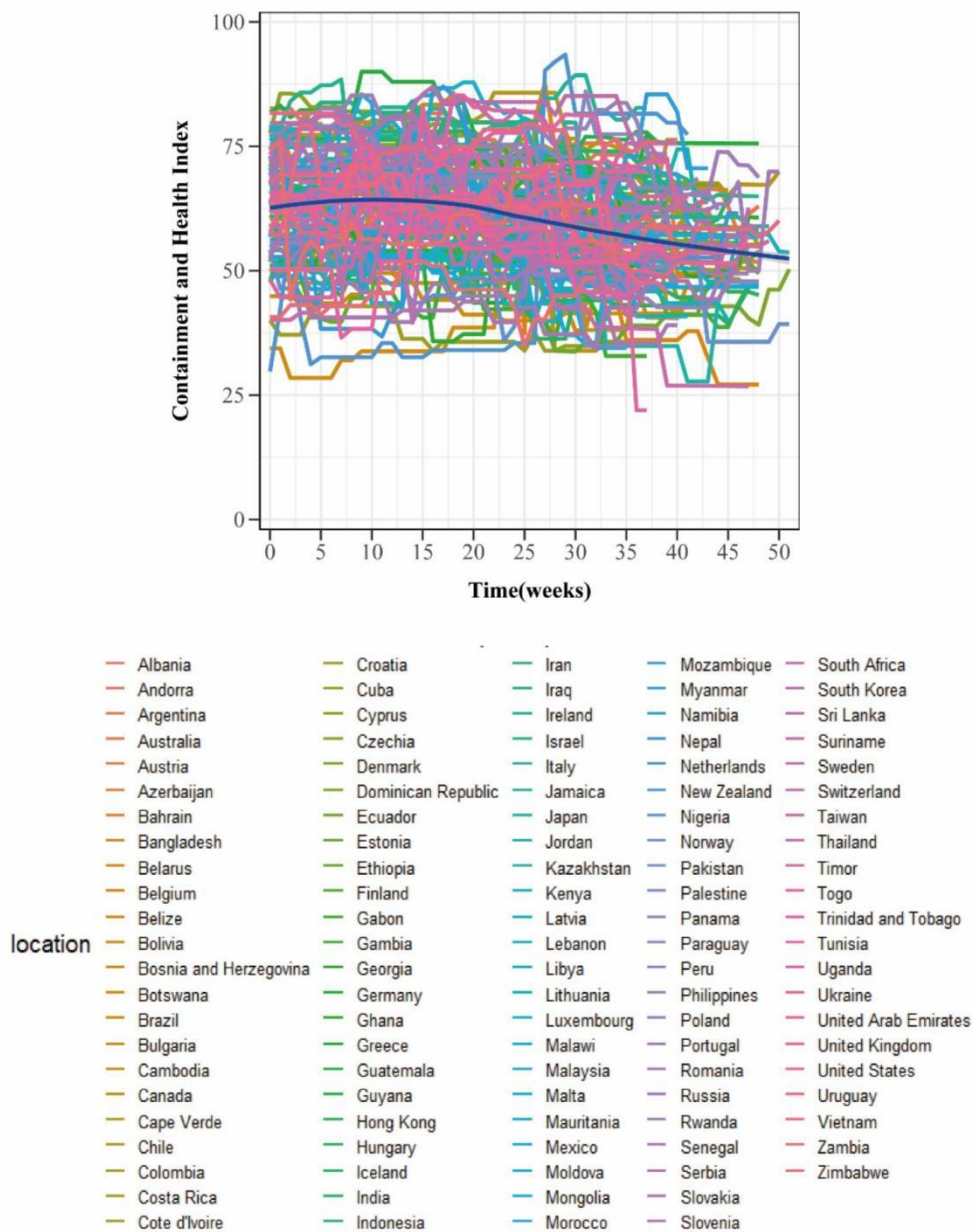 100
75
50
25
0
Containment and Health Index
0 5 10 15 20 25 30 35 40 45 50
Time(weeks)
location
Albania
Andorra
Argentina
Australia
Austria
Azerbaijan
Bahrain
Bangladesh
Belarus
Belgium
Belize
Bolivia
Bosnia and Herzegovina
Botswana
Brazil
Bulgaria
Cambodia
Canada
Cape Verde
Chile
Colombia
Costa Rica
Cote d'Ivoire
Croatia
Cuba
Cyprus
Czechia
Denmark
Dominican Republic
Ecuador
Estonia
Ethiopia
Finland
Gabon
Gambia
Georgia
Germany
Ghana
Greece
Guatemala
Guyana
Hong Kong
Hungary
Iceland
India
Indonesia
Iran
Iraq
Ireland
Israel
Italy
Jamaica
Japan
Jordan
Kazakhstan
Kenya
Latvia
Lebanon
Libya
Lithuania
Luxembourg
Malawi
Malaysia
Malta
Mauritania
Mexico
Moldova
Mongolia
Morocco
Mozambique
Myanmar
Namibia
Nepal
Netherlands
New Zealand
Nigeria
Norway
Pakistan
Palestine
Panama
Paraguay
Peru
Philippines
Poland
Portugal
Romania
Russia
Rwanda
Senegal
Serbia
Slovakia
Slovenia
South Africa
South Korea
Sri Lanka
Suriname
Sweden
Switzerland
Taiwan
Thailand
Timor
Togo
Trinidad and Tobago
Tunisia
Uganda
Ukraine
United Arab Emirates
United Kingdom
United States
Uruguay
Vietnam
Zambia
Zimbabwe